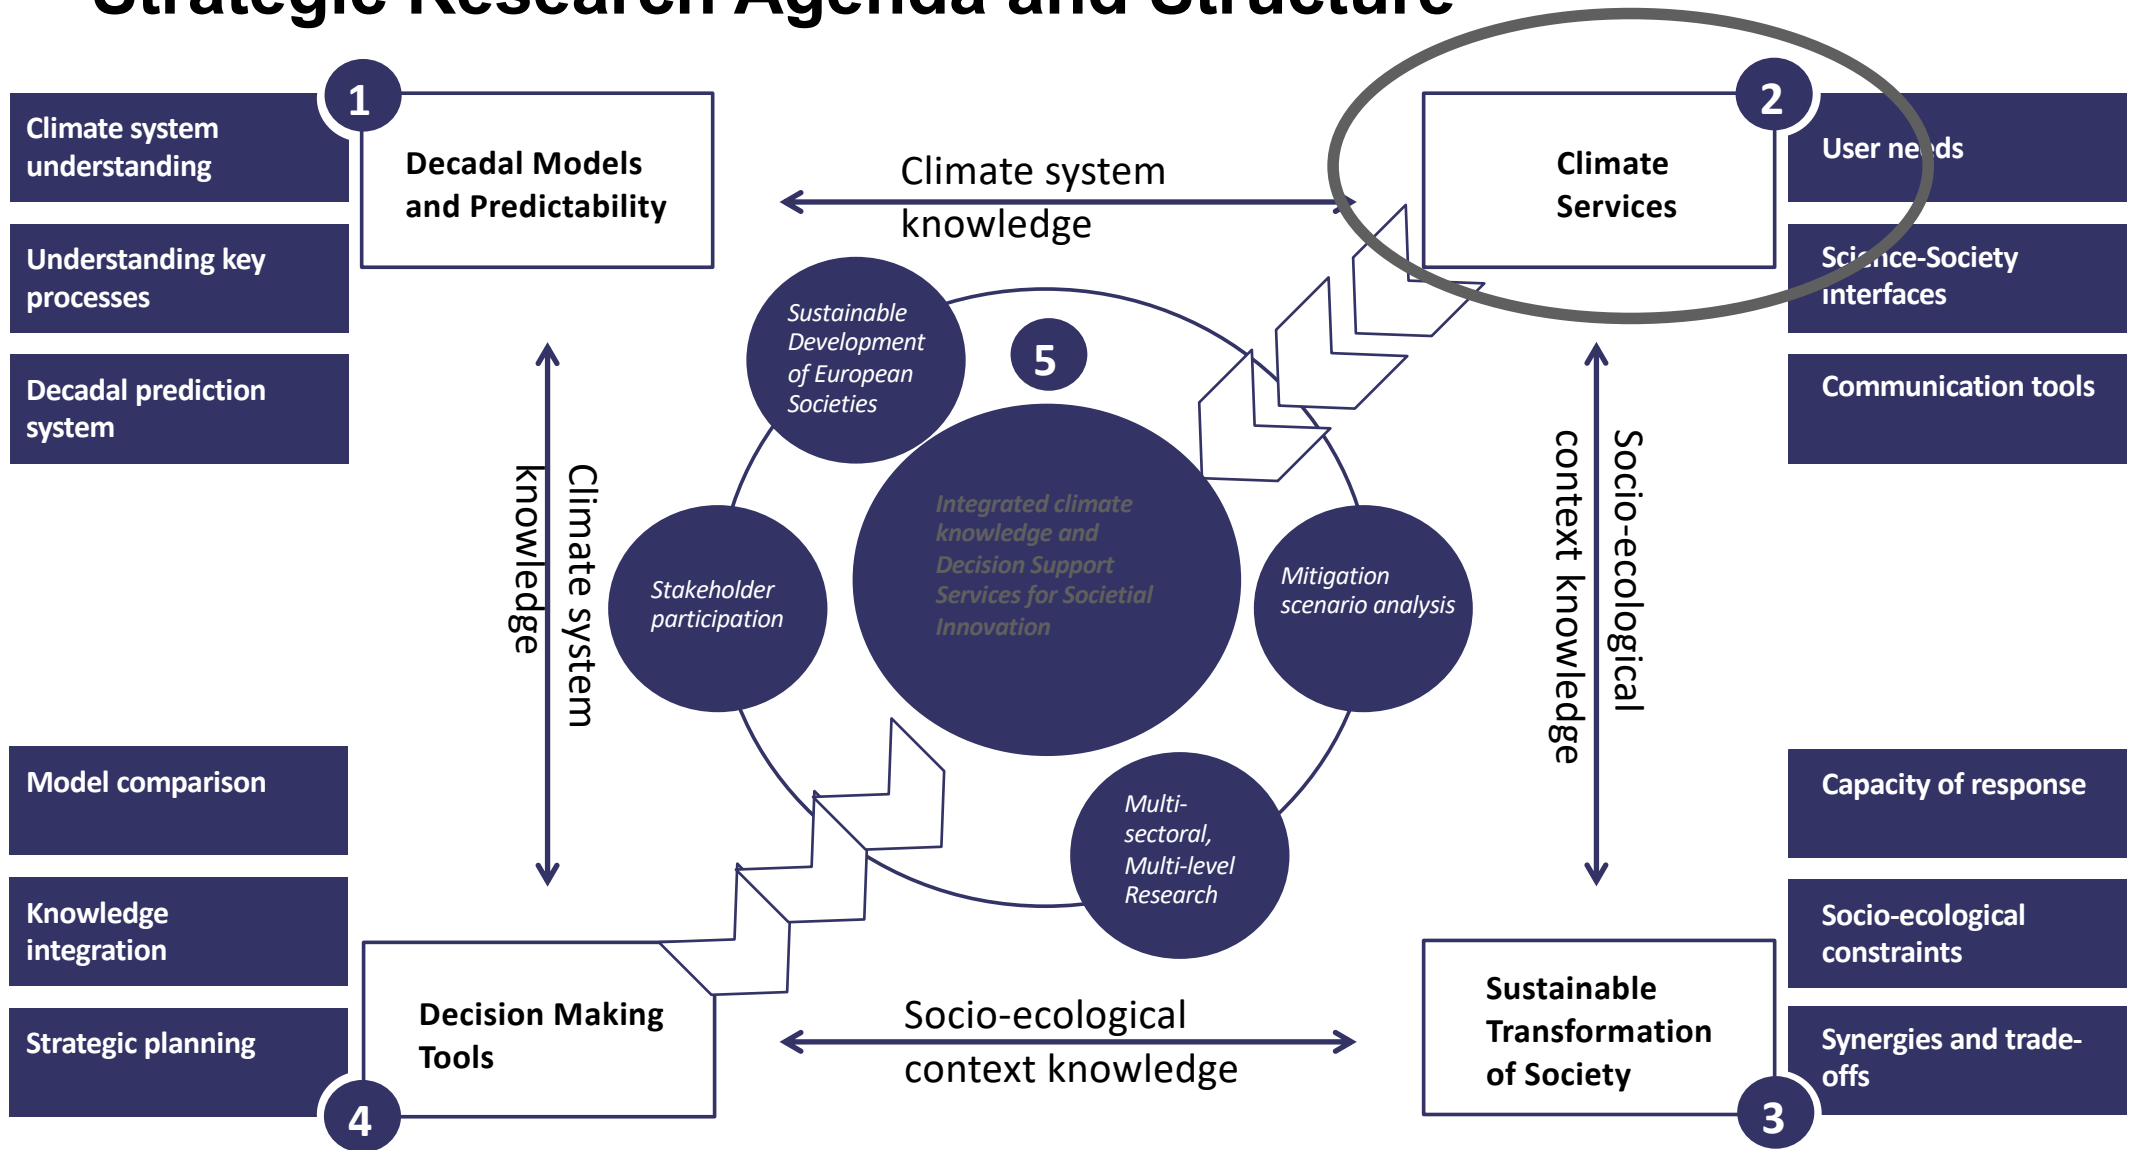 Strategic Research Agenda and Structure
1
Climate system
understanding
Understanding key
processes
Decadal prediction
system
Decadal Models
and Predictability
Climate system
knowledge
2
Climate
Services
User needs
Science-Society
interfaces
Communication tools
Sustainable
Development
of European
Societies
5
Integrated climate
knowledge and
Decision Support
Services for Societial
Innovation
Stakeholder
participation
Mitigation
scenario analysis
Multi-
sectoral,
Multi-level
Research
Climate system
knowledge
Socio-ecological
context knowledge
Model comparison
Knowledge
integration
Strategic planning
4
Decision Making
Tools
Socio-ecological
context knowledge
Sustainable
Transformation
of Society
3
Capacity of response
Socio-ecological
constraints
Synergies and trade-
offs